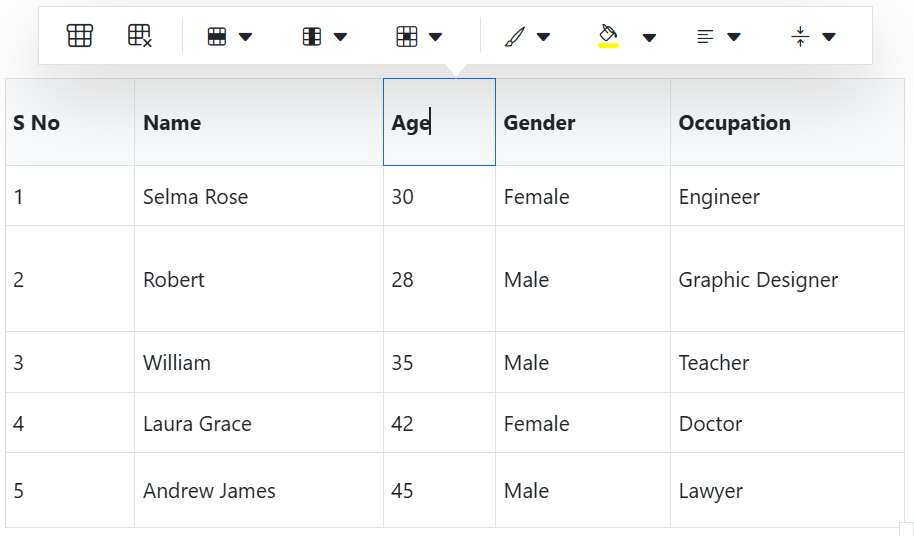 S No Name Age Gender Occupation
1 Selma Rose 30 Female Engineer
2 Robert 28 Male Graphic Designer
3 William 35 Male Teacher
4 Laura Grace 42 Female Doctor
5 Andrew James 45 Male Lawyer